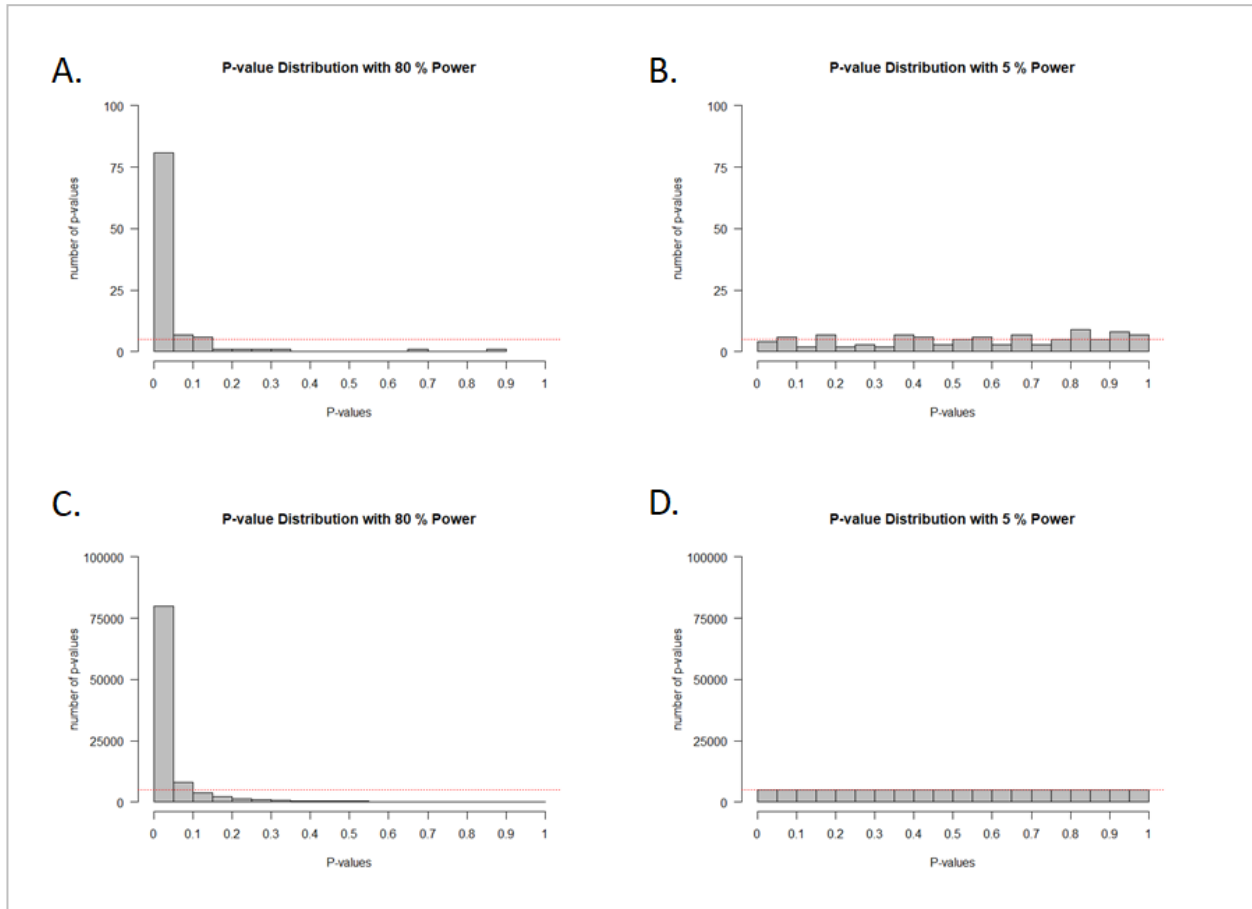 A.
P-value Distribution with 80 % Power
number of p-values
100
75
50
25
0
0 0.1 0.2 0.3 0.4 0.5 0.6 0.7 0.8 0.9 1
P-values
B.
P-value Distribution with 5 % Power
number of p-values
100
75
50
25
0
0 0.1 0.2 0.3 0.4 0.5 0.6 0.7 0.8 0.9 1
P-values
C.
P-value Distribution with 80 % Power
number of p-values
100000
75000
50000
25000
0
0 0.1 0.2 0.3 0.4 0.5 0.6 0.7 0.8 0.9 1
P-values
D.
P-value Distribution with 5 % Power
number of p-values
100000
75000
50000
25000
0
0 0.1 0.2 0.3 0.4 0.5 0.6 0.7 0.8 0.9 1
P-values